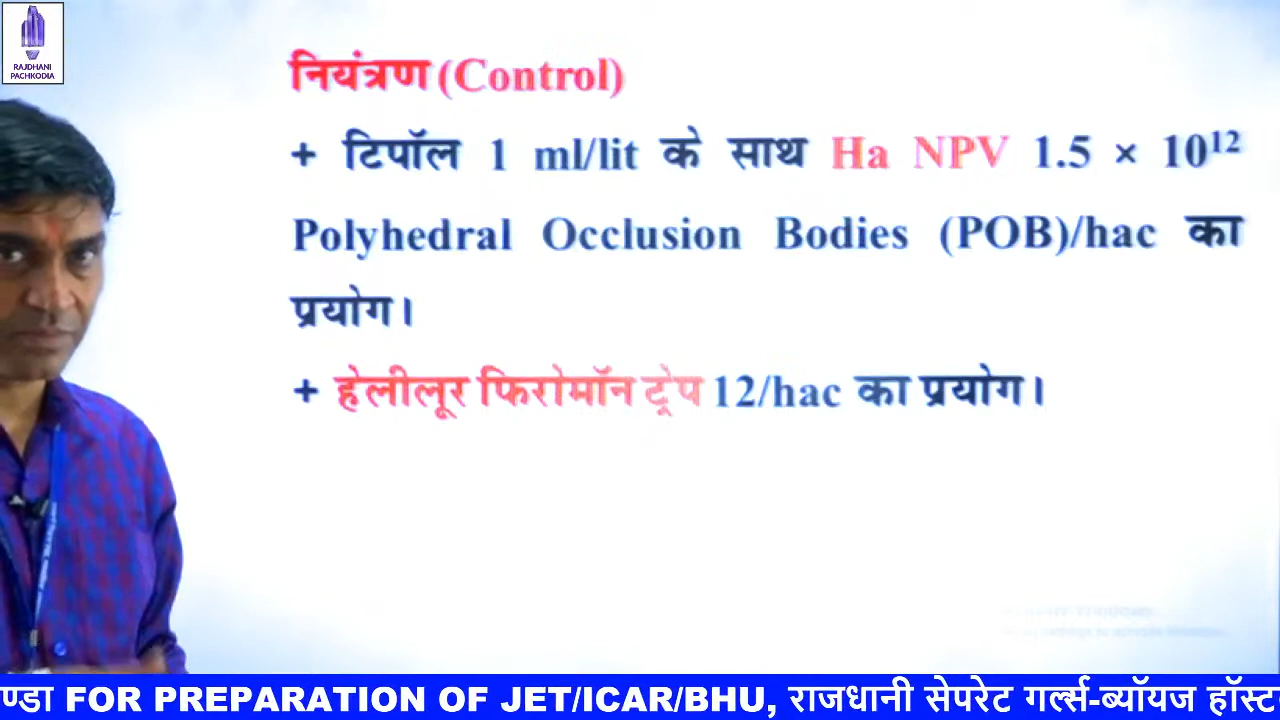 RAJDHANI
PACHKODIA
नियंत्रण (Control)
+ टिपॉल 1 ml/lit के साथ Ha NPV 1.5 × 10¹²
Polyhedral Occlusion Bodies (POB)/hac का
प्रयोग।
+ हेलीलूर फिरोमॉन ट्रेप 12/hac का प्रयोग।
ण्डा FOR PREPARATION OF JET/ICAR/BHU, राजधानी सेपरेट गर्ल्स-ब्यॉयज हॉस्ट